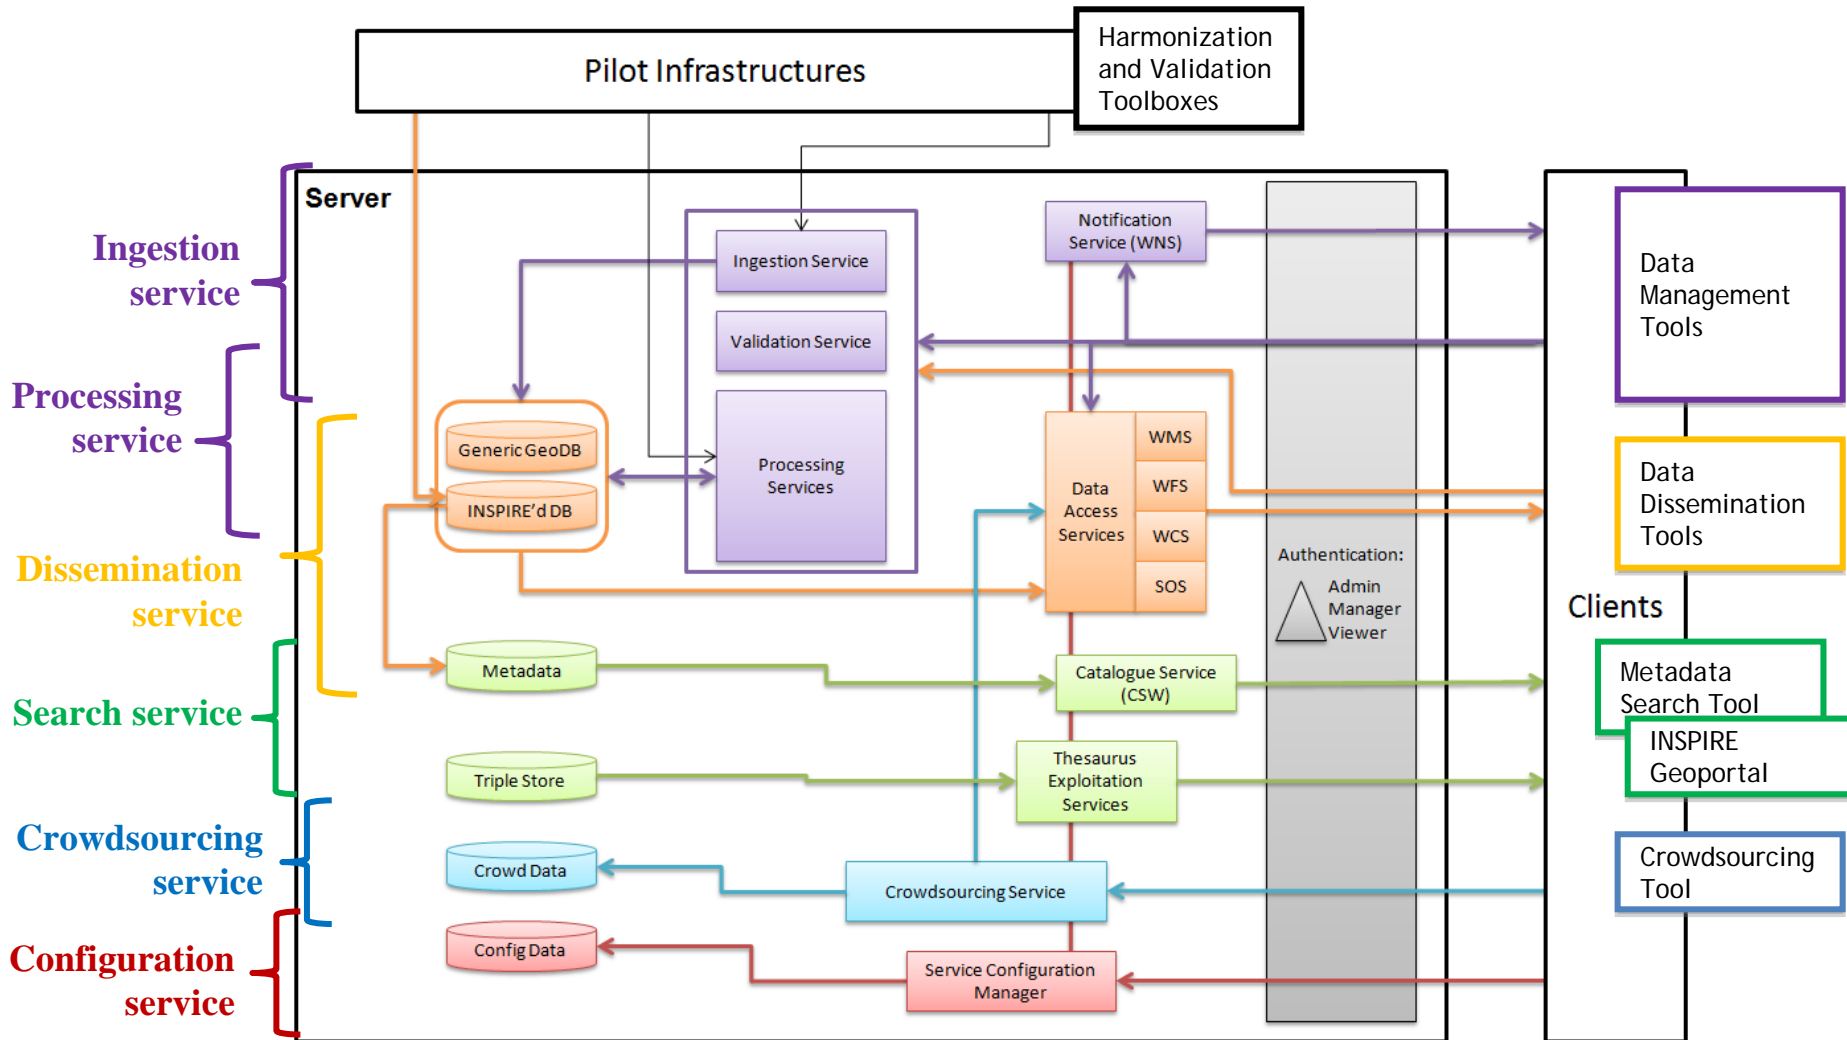 Pilot Infrastructures
Harmonization
and Validation
Toolboxes
Server
Ingestion
service
Processing
service
Dissemination
service
Search service
Crowdsourcing
service
Configuration
service
Ingestion Service
Validation Service
Processing
Services
Generic GeoDB
INSPIRE'd DB
Metadata
Triple Store
Crowd Data
Config Data
Notification
Service (WNS)
Data
Access
Services
WMS
WFS
WCS
SOS
Catalogue Service
(CSW)
Thesaurus
Exploitation
Services
Crowdsourcing Service
Service Configuration
Manager
Authentication:
Admin
Manager
Viewer
Clients
Data
Management
Tools
Data
Dissemination
Tools
Metadata
Search Tool
INSPIRE
Geoportal
Crowdsourcing
Tool